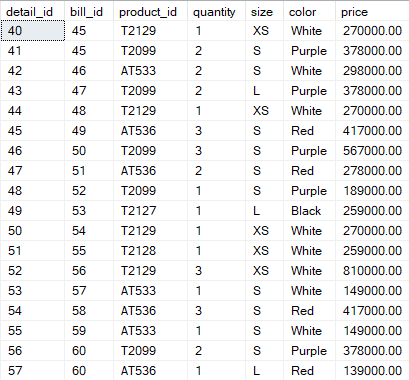 detail_id bill_id product_id quantity size color price
40 45 T2129 1 XS White 270000.00
41 45 T2099 2 S Purple 378000.00
42 46 AT533 2 S White 298000.00
43 47 T2099 2 L Purple 378000.00
44 48 T2129 1 XS White 270000.00
45 49 AT536 3 S Red 417000.00
46 50 T2099 3 S Purple 567000.00
47 51 AT536 2 S Red 278000.00
48 52 T2099 1 S Purple 189000.00
49 53 T2127 1 L Black 259000.00
50 54 T2129 1 XS White 270000.00
51 55 T2128 1 XS White 259000.00
52 56 T2129 3 XS White 810000.00
53 57 AT533 1 S White 149000.00
54 58 AT536 3 S Red 417000.00
55 59 AT533 1 S White 149000.00
56 60 T2099 2 S Purple 378000.00
57 60 AT536 1 L Red 139000.00